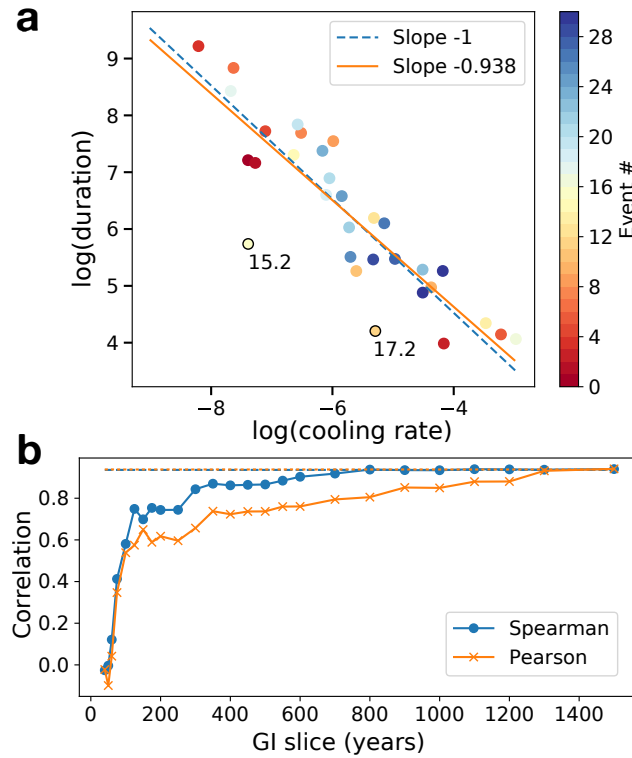 a
Slope -1
Slope -0.938
9
8
7
6
5
4
log(duration)
15.2
17.2
−8
−6
−4
log(cooling rate)
28
24
20
16
12
8
4
0
Event #
b
0.8
0.6
0.4
0.2
0.0
Correlation
Spearman
Pearson
0
200
400
600
800
1000
1200
1400
GI slice (years)